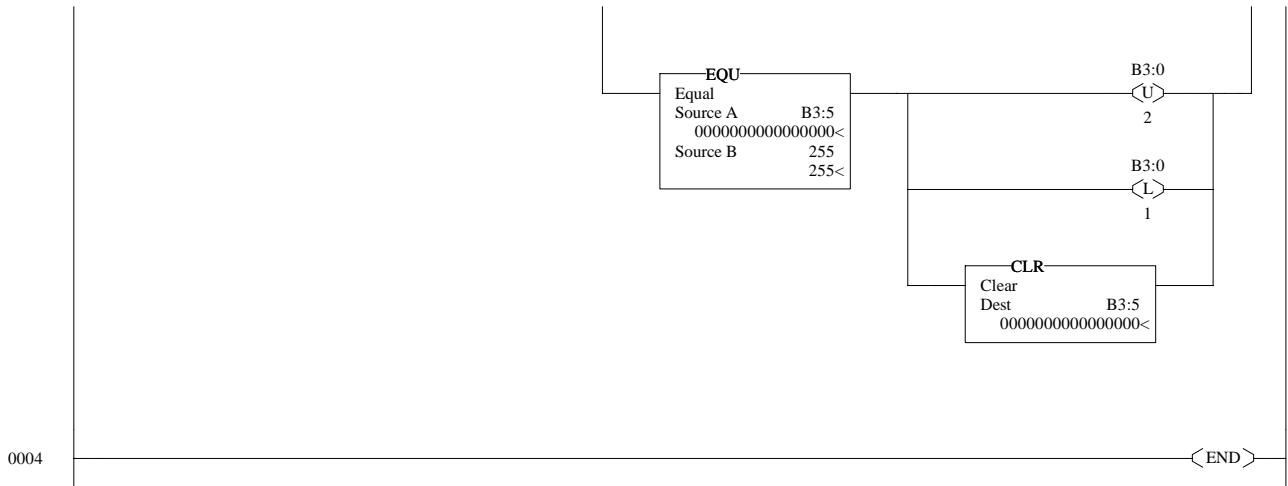 EQU
Equal
Source A B3:5
0000000000000000<
Source B 255
255<
B3:0
U
2
B3:0
L
1
CLR
Clear
Dest B3:5
0000000000000000<
0004
END